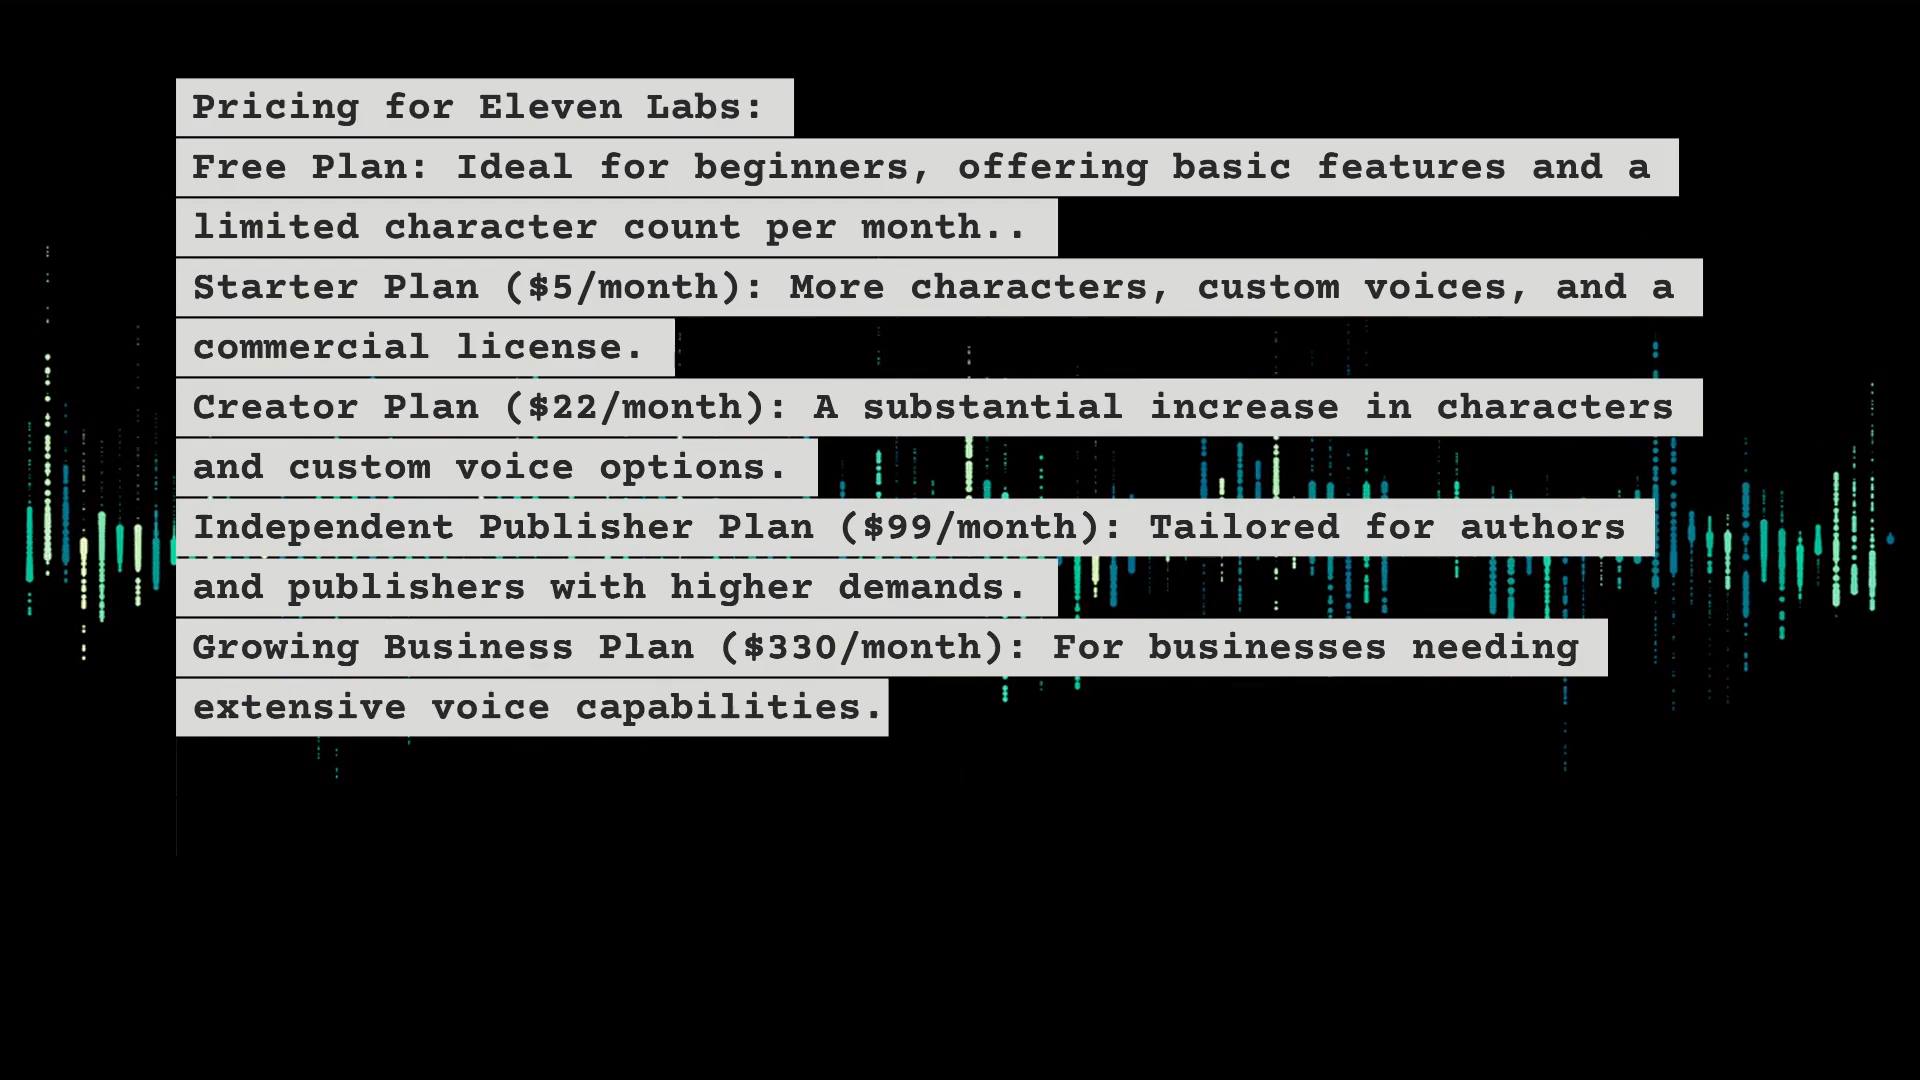 Pricing for Eleven Labs:
Free Plan: Ideal for beginners, offering basic features and a
limited character count per month..
Starter Plan ($5/month): More characters, custom voices, and a
commercial license.
Creator Plan ($22/month): A substantial increase in characters
and custom voice options.
Independent Publisher Plan ($99/month): Tailored for authors
and publishers with higher demands.
Growing Business Plan ($330/month): For businesses needing
extensive voice capabilities.